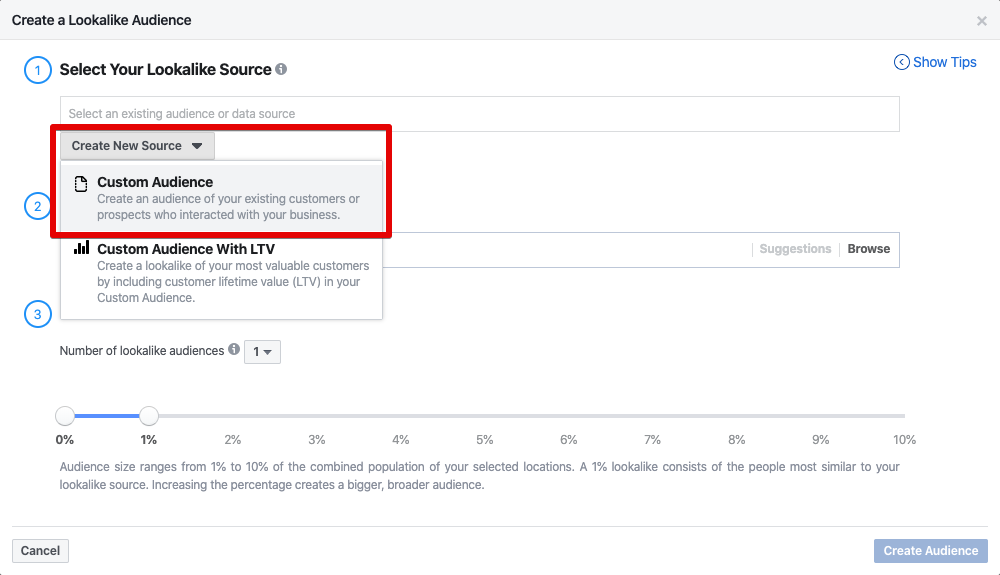 Create a Lookalike Audience
×
1
Select Your Lookalike Source
Show Tips
Select an existing audience or data source
Create New Source
Custom Audience
Create an audience of your existing customers or
prospects who interacted with your business.
2
Custom Audience With LTV
Create a lookalike of your most valuable customers
by including customer lifetime value (LTV) in your
Custom Audience.
Suggestions
Browse
3
Number of lookalike audiences
1
0% 1% 2% 3% 4% 5% 6% 7% 8% 9% 10%
Audience size ranges from 1% to 10% of the combined population of your selected locations. A 1% lookalike consists of the people most similar to your
lookalike source. Increasing the percentage creates a bigger, broader audience.
Cancel
Create Audience